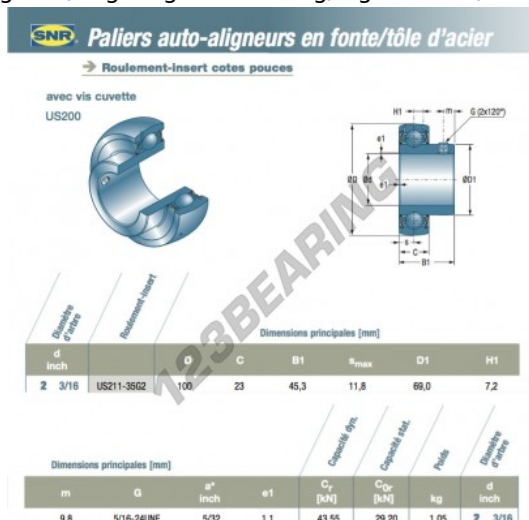 SNR Paliers auto-aligneurs en fonte/tôle d'acier
Roulement-insert cotes pouces
avec vis cuvette
US200
H1 m G (2x120°)
e1
ØD Ød e1 ØD1
s
C
B1
123BEARING
Diamètre d'arbre
Roulement-insert
Dimensions principales [mm]
d inch Ø C B1 smax D1 H1
2 3/16 US211-35G2 100 23 45,3 11,8 69,0 7,2
Capacité dyn.
Capacité stat.
Poids
Diamètre d'arbre
Dimensions principales [mm]
m G a* inch e1 Cr [kN] C0r [kN] kg d inch
9,8 5/16-24UNF 5/32 1,1 43,55 29,20 1,05 2 3/16